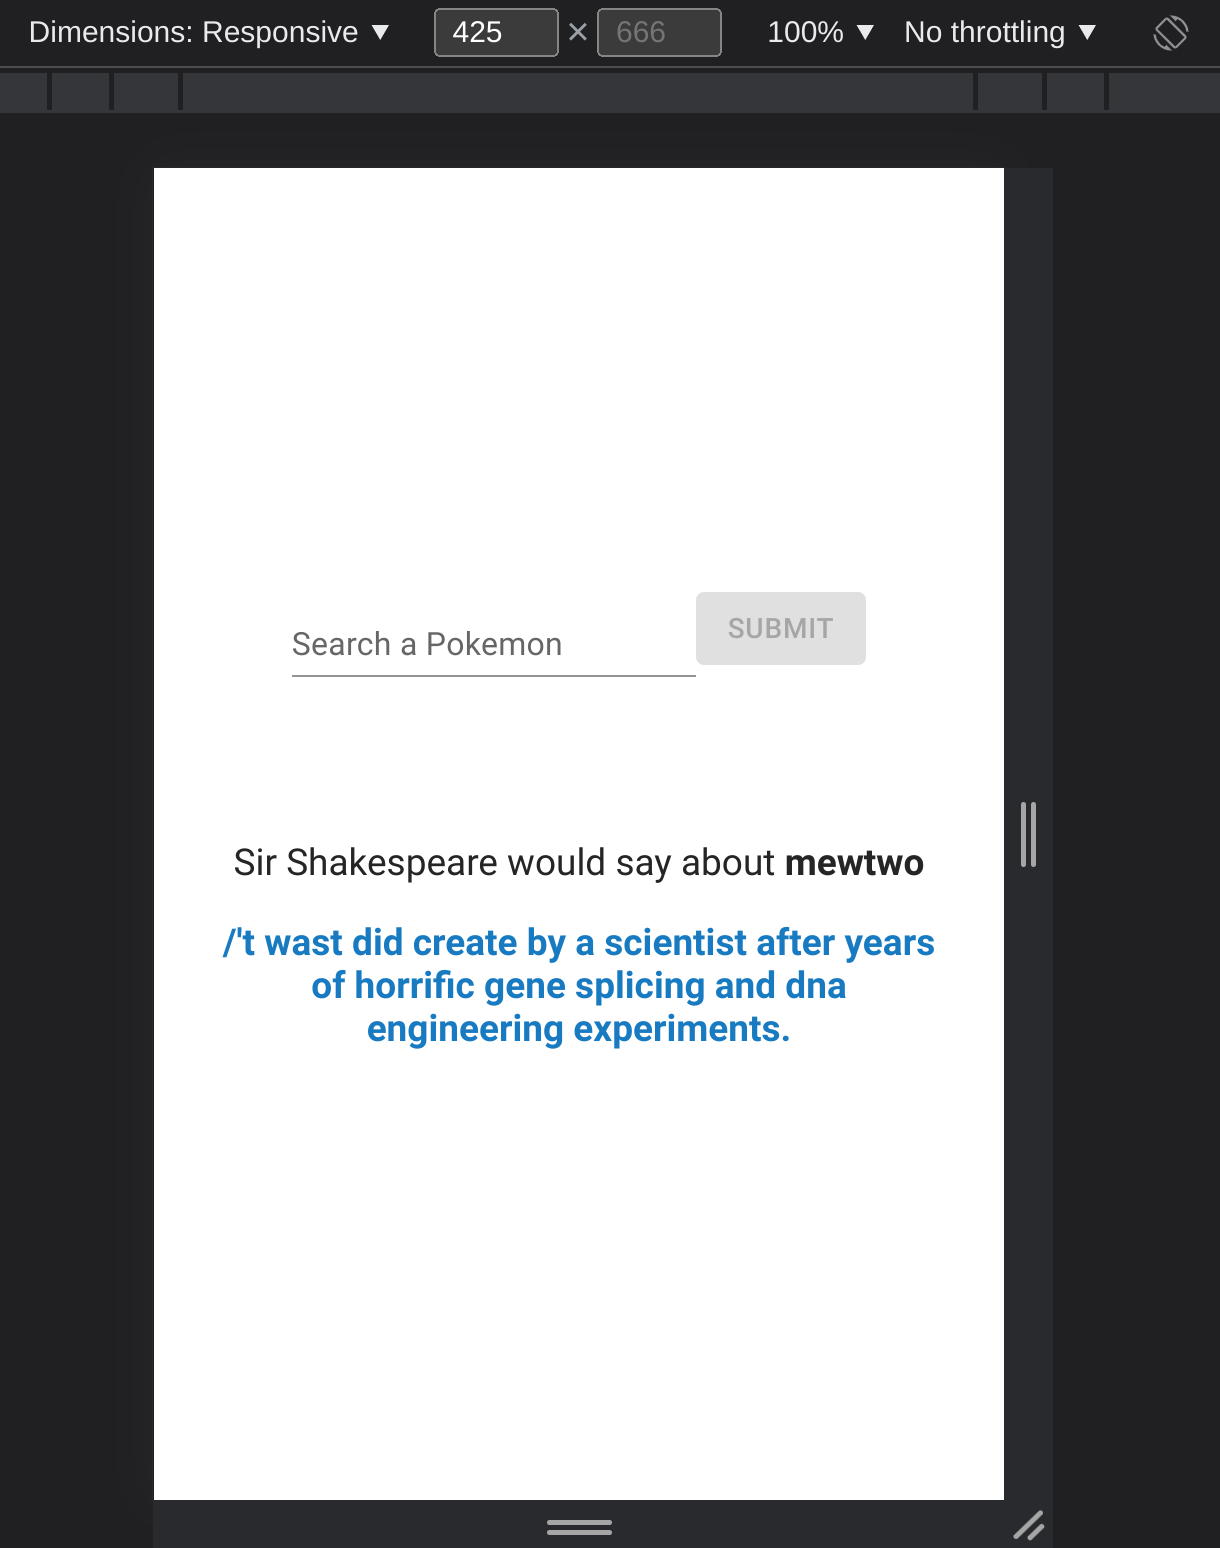 Dimensions: Responsive ▼ 425 × 666 100% ▼ No throttling ▼
Search a Pokemon SUBMIT
Sir Shakespeare would say about mewtwo
/'t wast did create by a scientist after years
of horrific gene splicing and dna
engineering experiments.